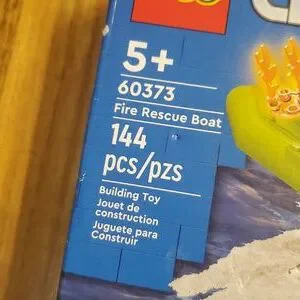 5+
60373
Fire Rescue Boat
144
pcs/pzs
Building Toy
Jouet de
construction
Juguete para
Construir